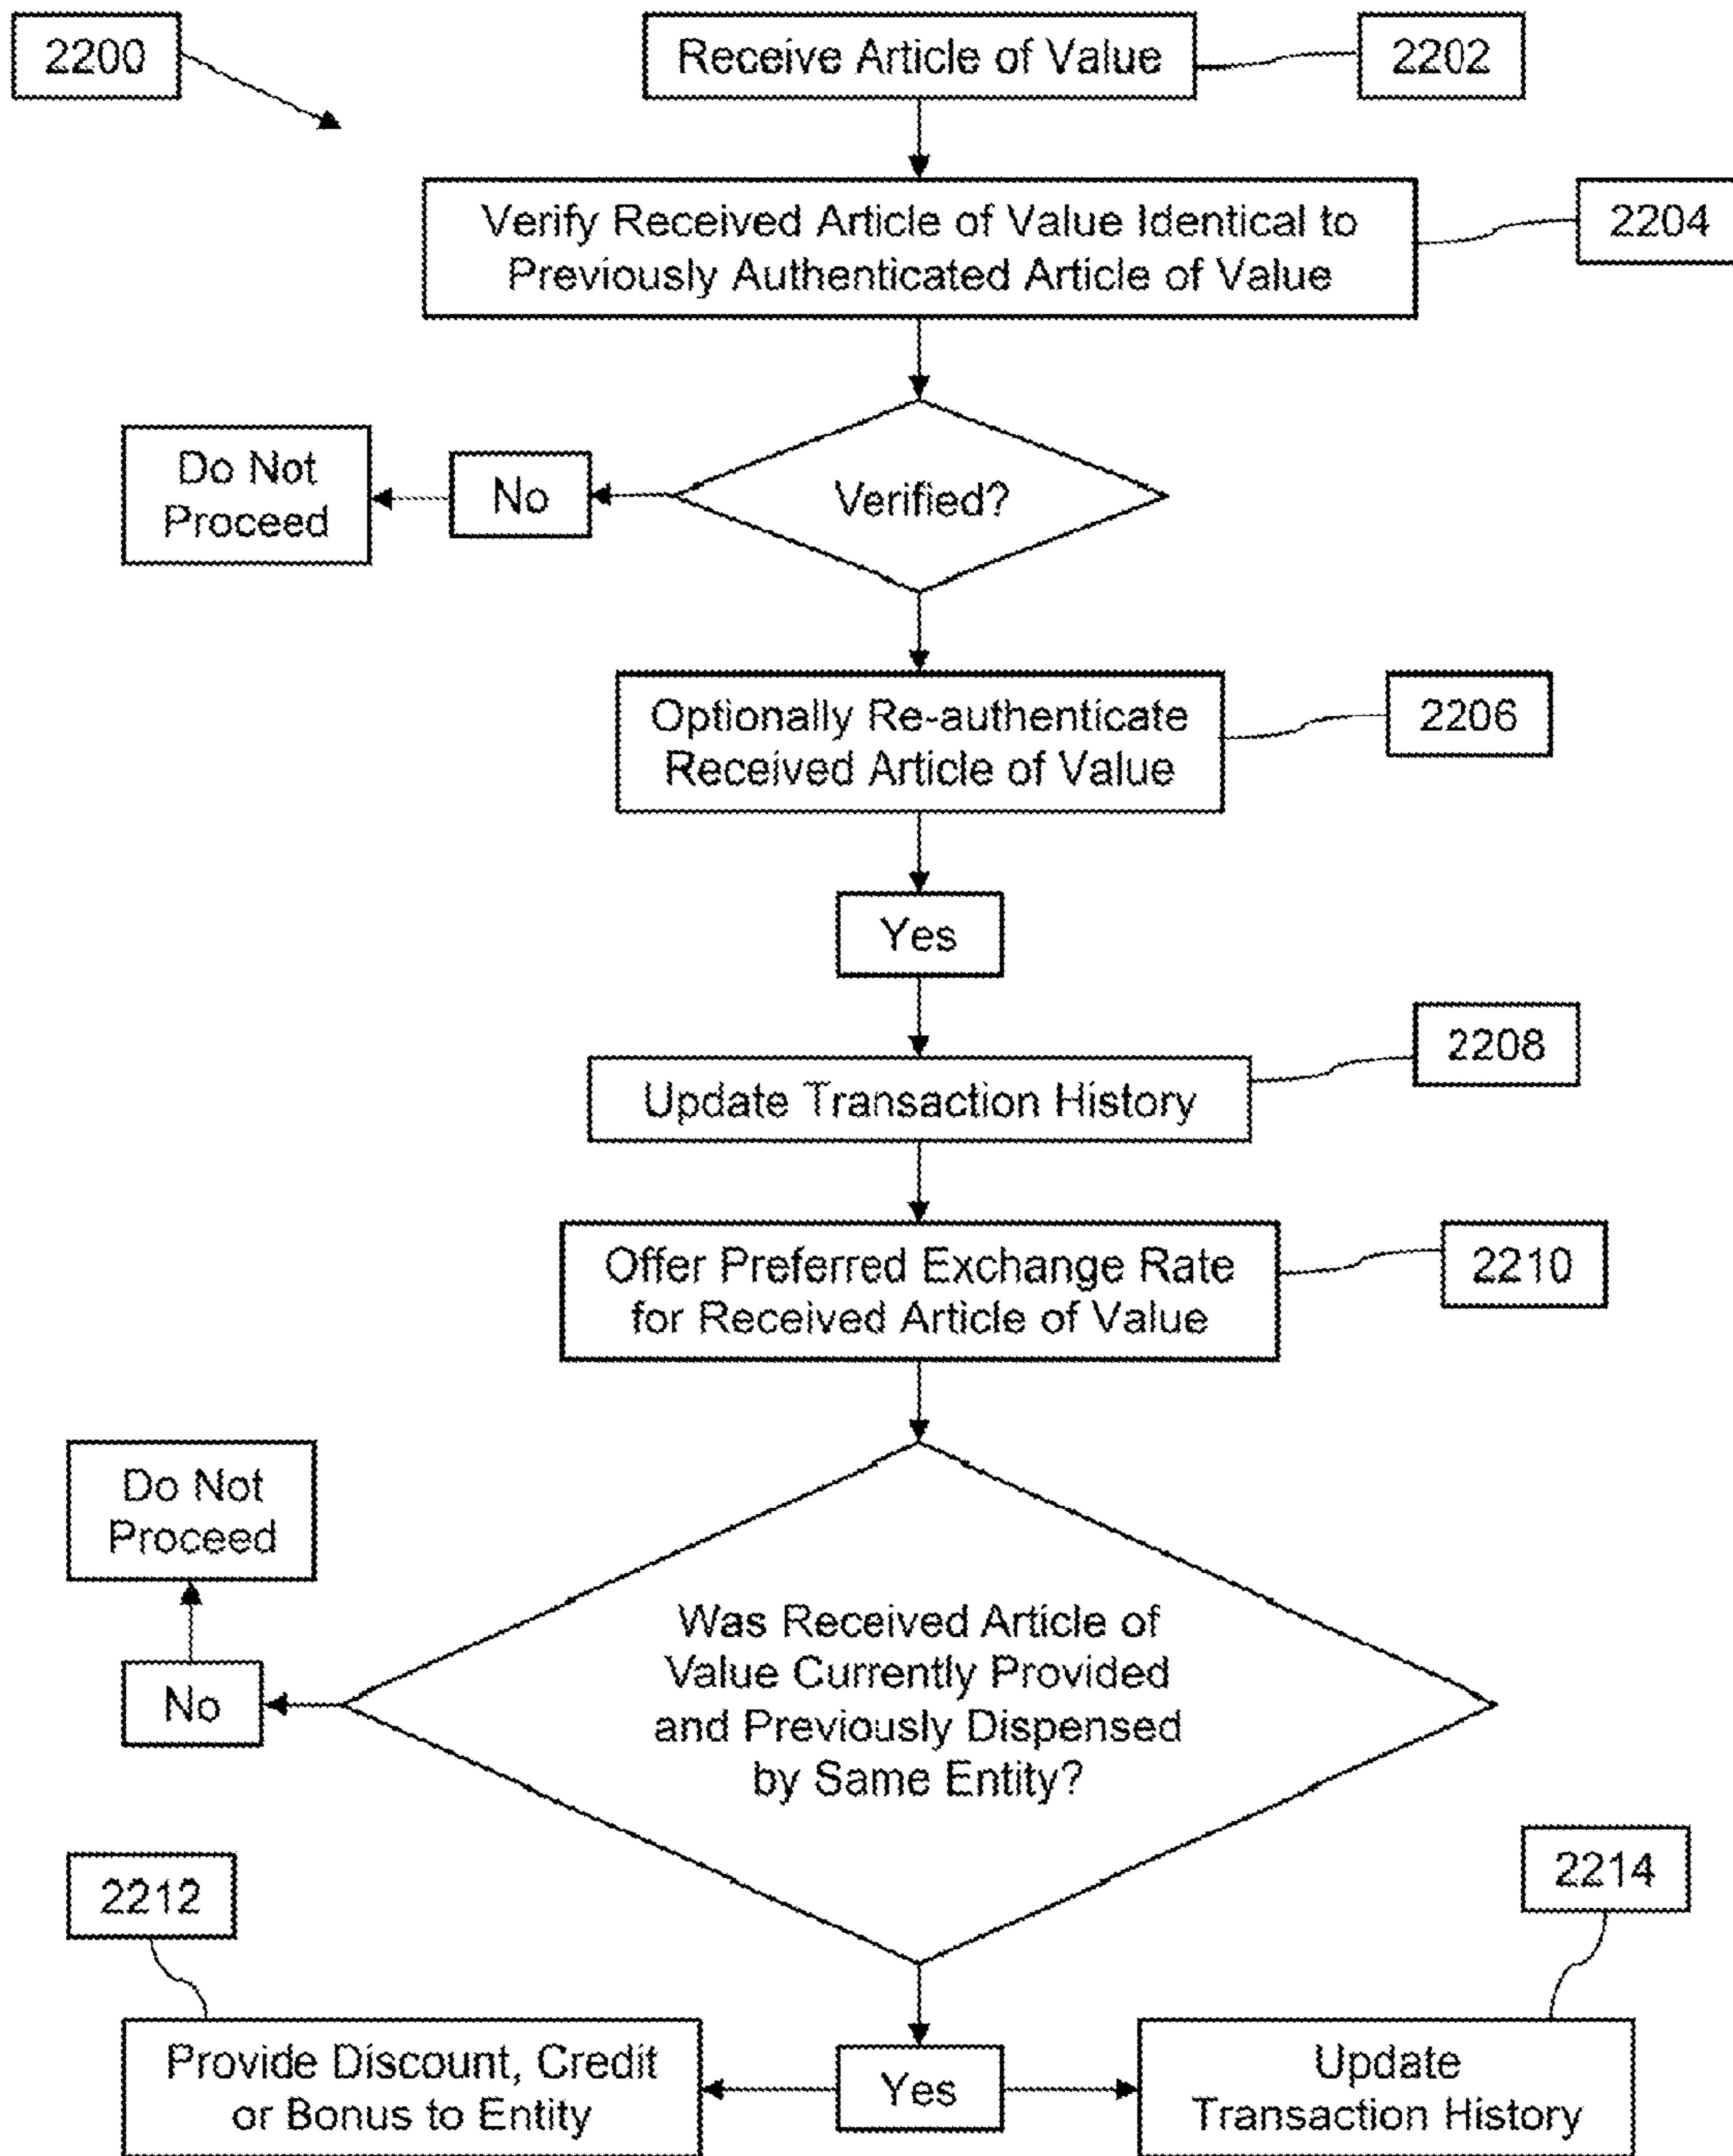 2200
Receive Article of Value
2202
Verify Received Article of Value Identical to
Previously Authenticated Article of Value
2204
Verified?
No
Do Not
Proceed
Optionally Re-authenticate
Received Article of Value
2206
Yes
Update Transaction History
2208
Offer Preferred Exchange Rate
for Received Article of Value
2210
Was Received Article of
Value Currently Provided
and Previously Dispensed
by Same Entity?
No
Do Not
Proceed
2212
2214
Provide Discount, Credit
or Bonus to Entity
Yes
Update
Transaction History